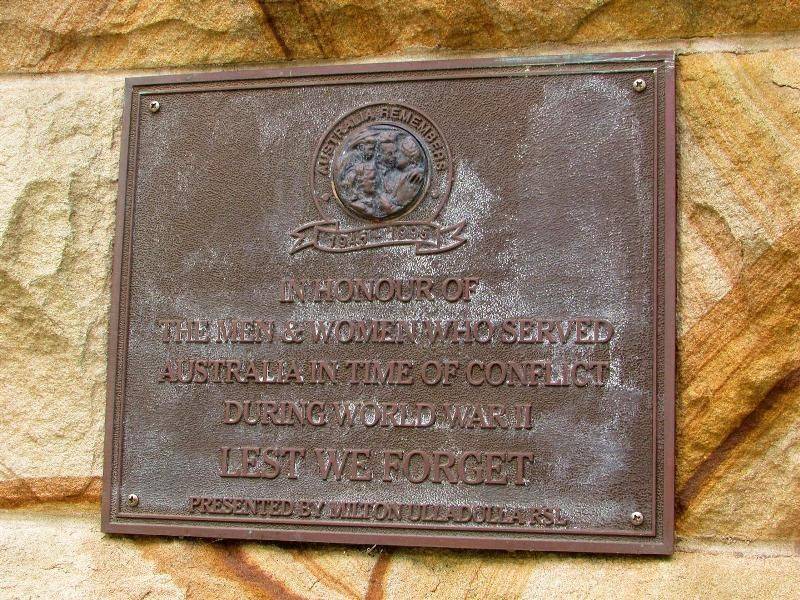 AUSTRALIA REMEMBERS
1945 - 1995
IN HONOUR OF
THE MEN & WOMEN WHO SERVED
AUSTRALIA IN TIME OF CONFLICT
DURING WORLD WAR II
LEST WE FORGET
PRESENTED BY MILTON ULLADULLA RSL